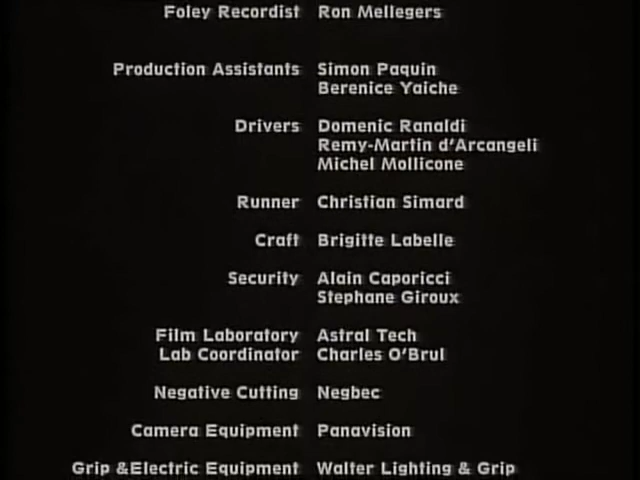 Foley Recordist Ron Mellegers
Production Assistants Simon Paquin
Berenice Yaiche
Drivers Domenic Ranaldi
Remy-Martin d'Arcangeli
Michel Mollicone
Runner Christian Simard
Craft Brigitte Labelle
Security Alain Caporicci
Stephane Giroux
Film Laboratory Astral Tech
Lab Coordinator Charles O'Brul
Negative Cutting Negbec
Camera Equipment Panavision
Grip &Electric Equipment Walter Lighting & Grip